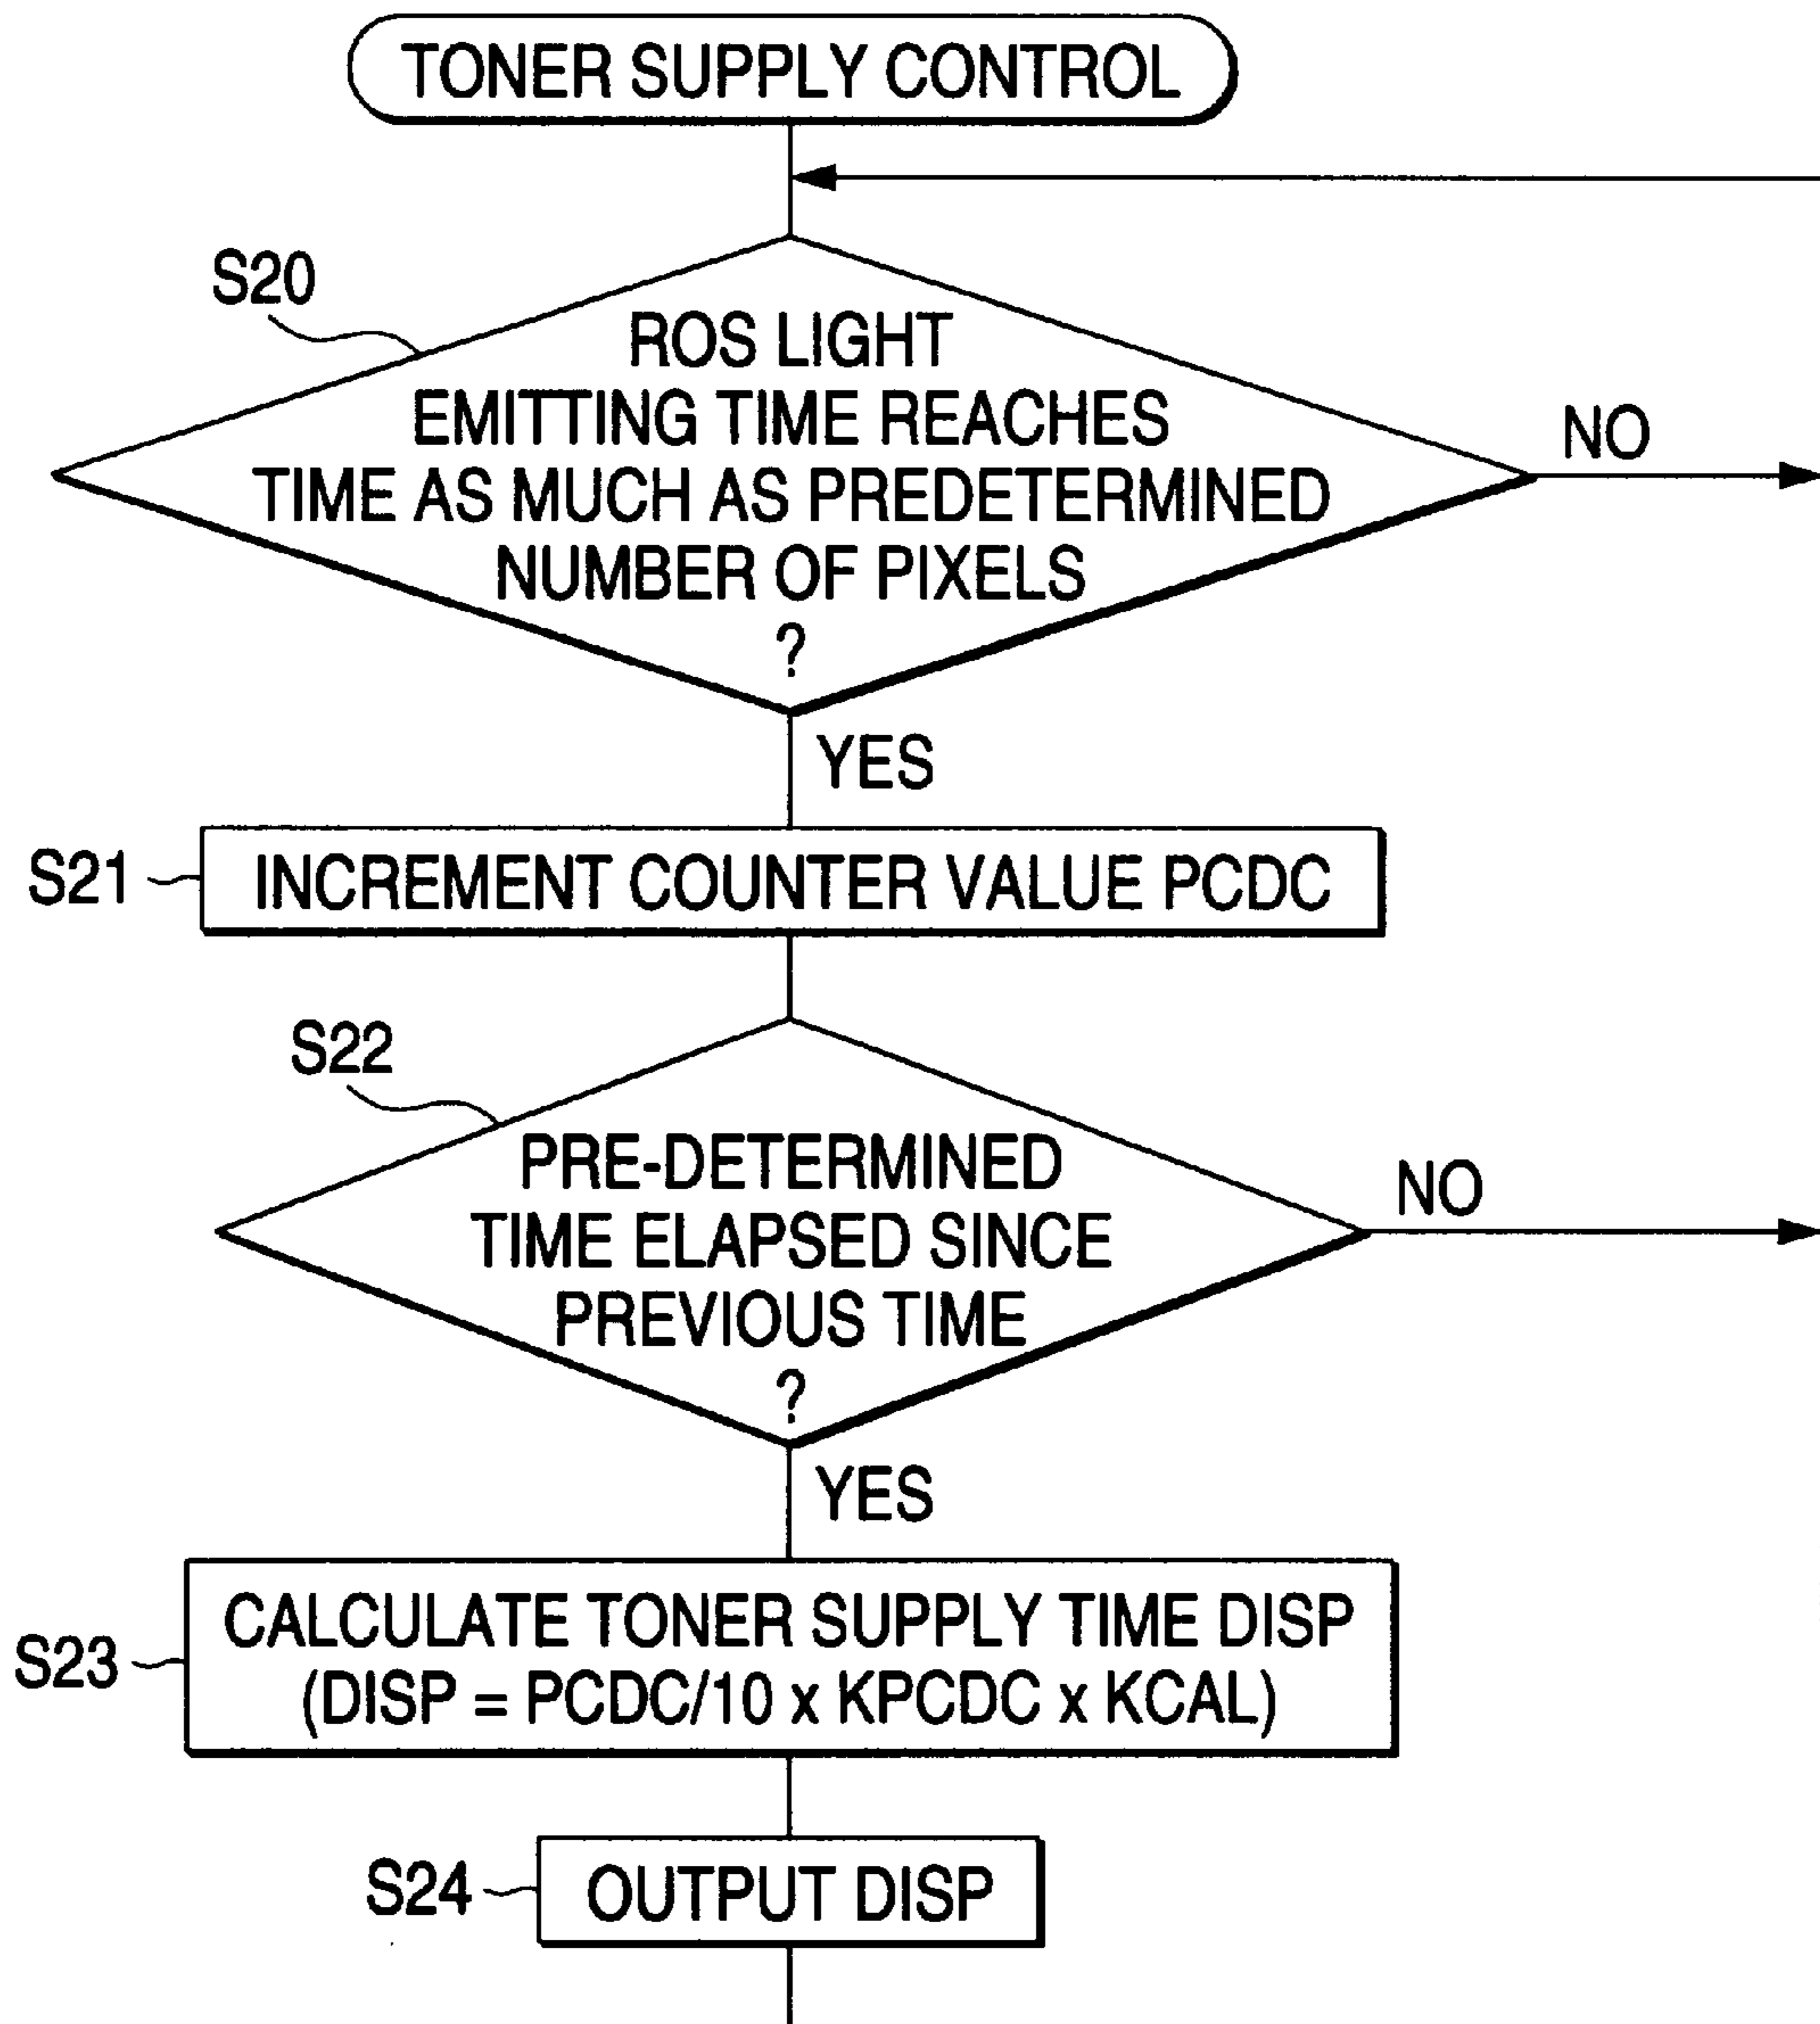 TONER SUPPLY CONTROL
S20
ROS LIGHT
EMITTING TIME REACHES
TIME AS MUCH AS PREDETERMINED
NUMBER OF PIXELS
?
NO
YES
S21
INCREMENT COUNTER VALUE PCDC
S22
PRE-DETERMINED
TIME ELAPSED SINCE
PREVIOUS TIME
?
NO
YES
S23
CALCULATE TONER SUPPLY TIME DISP
(DISP = PCDC/10 x KPCDC x KCAL)
S24
OUTPUT DISP